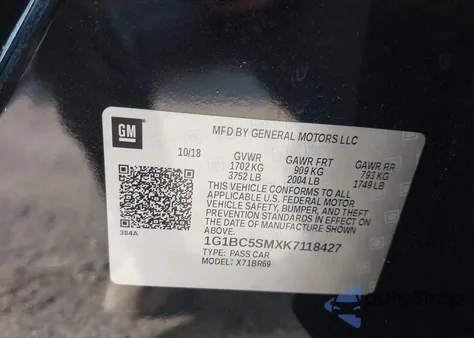 GM
MFD BY GENERAL MOTORS LLC
10/18 GVWR GAWR FRT GAWR RR
1702 KG 909 KG 793 KG
3752 LB 2004 LB 1749 LB
THIS VEHICLE CONFORMS TO ALL
APPLICABLE U.S. FEDERAL MOTOR
VEHICLE SAFETY, BUMPER, AND THEFT
PREVENTION STANDARDS IN EFFECT ON
THE DATE OF MANUFACTURE SHOWN
ABOVE.
384A
1G1BC5SMXK7118427
TYPE: PASS CAR
MODEL: X71BR69
AutoSnap